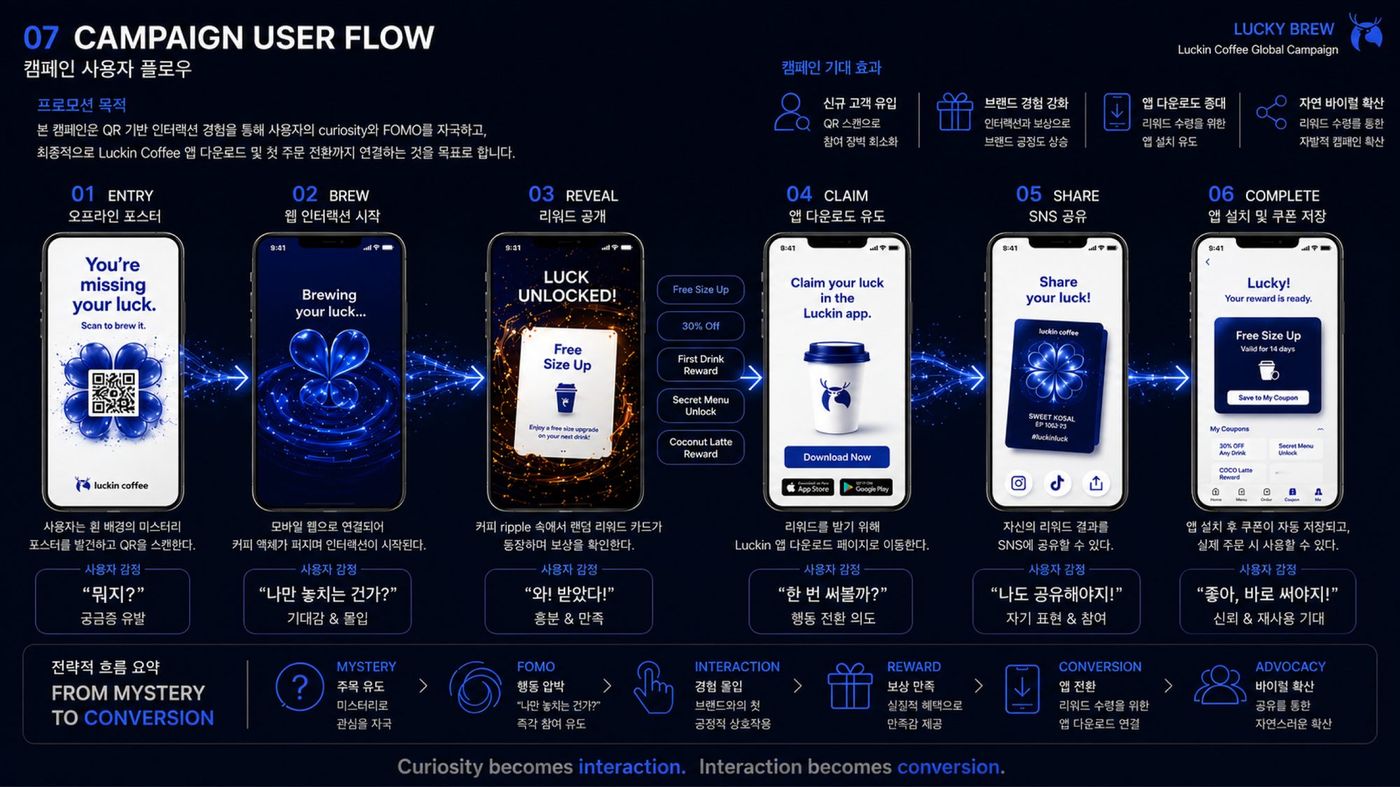 07 CAMPAIGN USER FLOW
캠페인 사용자 플로우
LUCKY BREW
Luckin Coffee Global Campaign
프로모션 목적
본 캠페인은 QR 기반 인터랙션 경험을 통해 사용자의 curiosity와 FOMO를 자국하고,
최종적으로 Luckin Coffee 앱 다운로드 및 첫 주문 전환까지 연결하는 것을 목표로 합니다.
캠페인 기대 효과
신규 고객 유입
QR 스캔으로
참여 장벽 최소화
브랜드 경험 강화
인터랙션과 보상으로
브랜드 긍정도 상승
앱 다운로도 종대
리워드 수령을 위한
앱 설치 유도
자연 바이럴 확산
리워드 수령를 통한
자발적 캠페인 확산
01 ENTRY
오프라인 포스터
You're
missing
your luck.
Scan to brew it.
luckin coffee
사용자는 흰 배경의 미스터리
포스터를 발견하고 QR을 스캔한다.
사용자 감정
“뭐지?”
궁금증 유발
02 BREW
웹 인터랙션 시작
9:41
Brewing
your luck...
모바일 웹으로 연결되어
커피 액체가 퍼지며 인터랙션이 시작된다.
사용자 감정
“나만 놓치는 건가?”
기대감 & 몰입
03 REVEAL
리워드 공개
9:31
LUCK
UNLOCKED!
Free
Size Up
Enjoy a free size upgrade
on your next drink!
커피 ripple 속에서 랜덤 리워드 카드가
등장하며 보상을 확인한다.
사용자 감정
“와! 받았다!”
흥분 & 만족
Free Size Up
30% Off
First Drink
Reward
Secret Menu
Unlock
Coconut Latte
Reward
04 CLAIM
앱 다운로드 유도
8:41
Claim your luck
in the
Luckin app.
Download Now
App Store
Google Play
리워드를 받기 위해
Luckin 앱 다운로드 페이지로 이동한다.
사용자 감정
“한 번 써볼까?”
행동 전환 의도
05 SHARE
SNS 공유
8:41
Share
your luck!
luckin coffee
SWEET KOSAL
#luckinluck
자신의 리워드 결과를
SNS에 공유할 수 있다.
사용자 감정
“나도 공유해야지!”
자기 표현 & 참여
06 COMPLETE
앱 설치 및 쿠폰 저장
9:41
Lucky!
Your reward is ready.
Free Size Up
Valid for 14 days
Save to My Coupon
My Coupons
30% OFF
Any Drink
Secret Menu
Unlock
COCO Latte
Reward
Home
Menu
Order
Coupon
Me
앱 설치 후 쿠폰이 자동 저장되고,
실제 주문 시 사용할 수 있다.
사용자 감정
“좋아, 바로 써야지!”
신뢰 & 재사용 기대
전략적 흐름 요약
FROM MYSTERY
TO CONVERSION
MYSTERY
주목 유도
미스터리로
관심을 자국
FOMO
행동 압박
“나만 놓치는 건가?”
즉각 참여 유도
INTERACTION
경험 몰입
브랜드와의 첫
긍정적 상호작용
REWARD
보상 만족
실질적 혜택으로
만족감 제공
CONVERSION
앱 전환
리워드 수령을 위한
앱 다운로드 연결
ADVOCACY
바이럴 확산
공유를 통한
자연스러운 확산
Curiosity becomes interaction. Interaction becomes conversion.